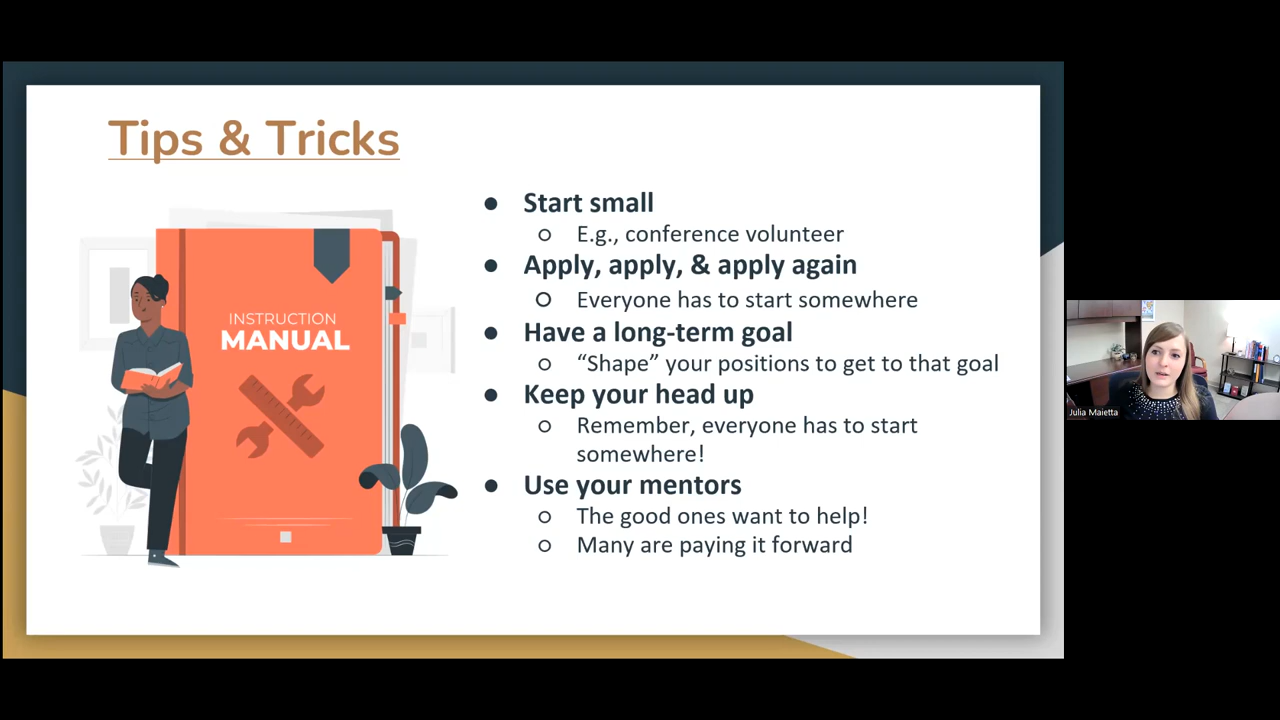 Tips & Tricks
INSTRUCTION
MANUAL
● Start small
○ E.g., conference volunteer
● Apply, apply, & apply again
○ Everyone has to start somewhere
● Have a long-term goal
○ “Shape” your positions to get to that goal
● Keep your head up
○ Remember, everyone has to start
somewhere!
● Use your mentors
○ The good ones want to help!
○ Many are paying it forward
Julia Maietta